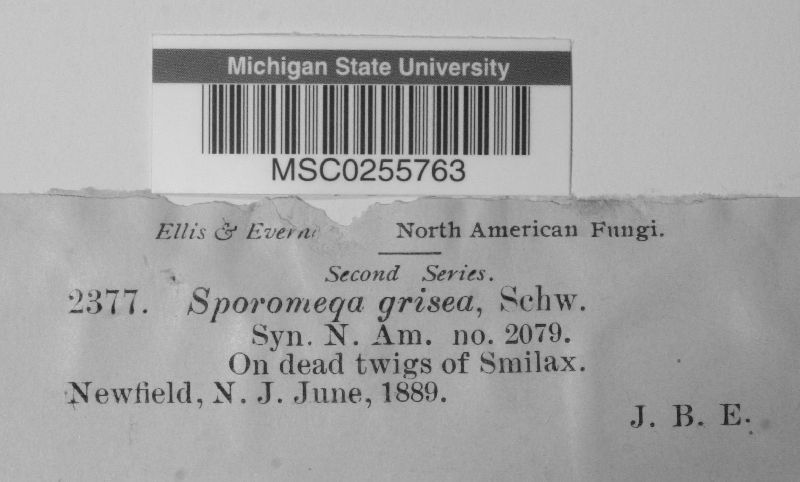 Michigan State University
MSC0255763
Ellis & North American Fungi.
Second Series.
2377. Sporomega grisea, Schw.
Syn. N. Am. no. 2079.
On dead twigs of Smilax.
Newfield, N. J. June, 1889.
J. B. E.